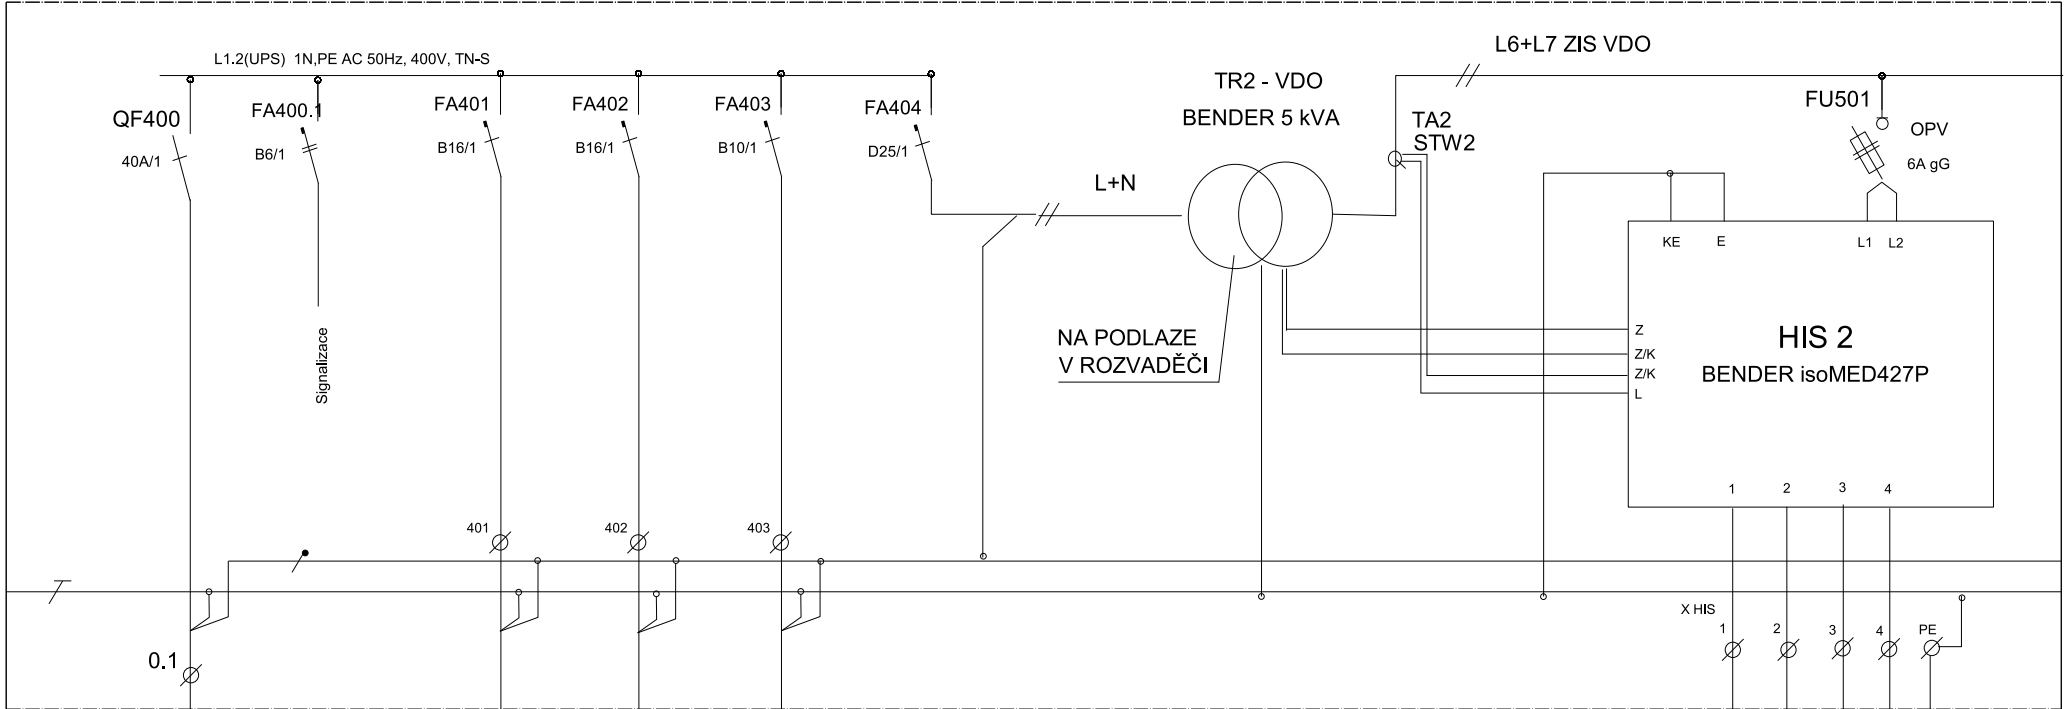 L6+L7 ZIS VDO
L1.2(UPS) 1N,PE AC 50Hz, 400V, TN-S
TR2 - VDO
BENDER 5 kVA
QF400
40A/1
FA400.1
B6/1
FA401
B16/1
FA402
B16/1
FA403
B10/1
FA404
D25/1
TA2
STW2
FU501
OPV
6A gG
L+N
KE
E
L1
L2
NA PODLAZE
V ROZVADĚČI
Signalizace
Z
Z/K
Z/K
L
HIS 2
BENDER isoMED427P
1
2
3
4
401
402
403
X HIS
1
2
3
4
PE
0.1